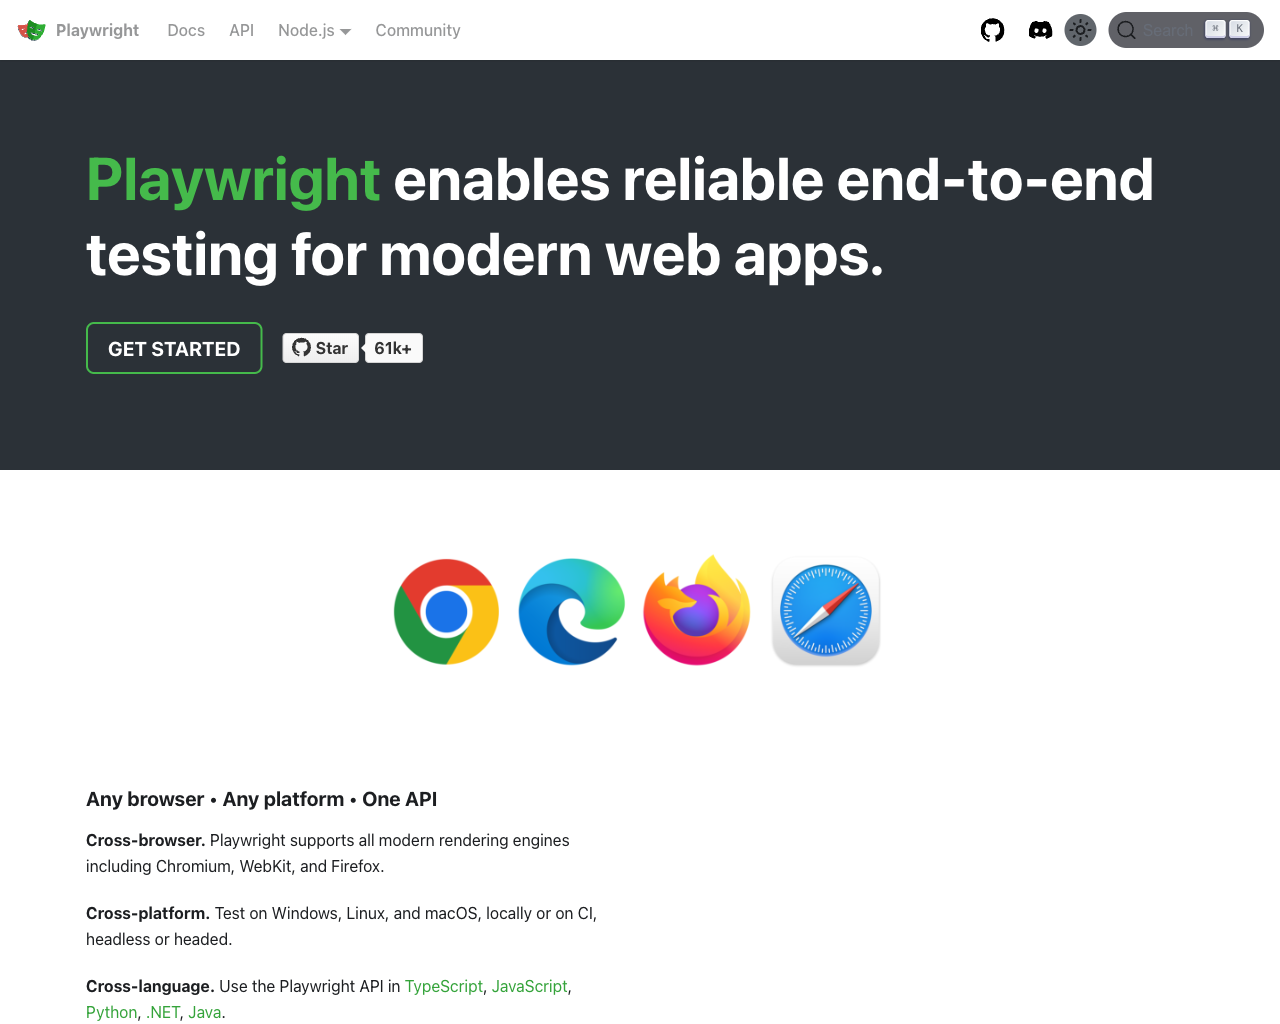 Playwright Docs API Node.js Community Search ⌘ K
Playwright enables reliable end-to-end
testing for modern web apps.
GET STARTED Star 61k+
Any browser • Any platform • One API
Cross-browser. Playwright supports all modern rendering engines
including Chromium, WebKit, and Firefox.
Cross-platform. Test on Windows, Linux, and macOS, locally or on CI,
headless or headed.
Cross-language. Use the Playwright API in TypeScript, JavaScript,
Python, .NET, Java.